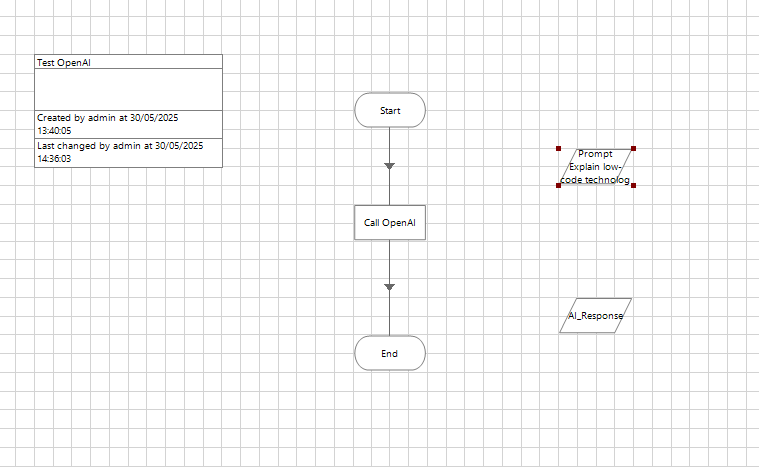 Test OpenAI
Created by admin at 30/05/2025
13:40:05
Last changed by admin at 30/05/2025
14:36:03
Start
Prompt
Explain low-
code technolog
Call OpenAI
AI_Response
End